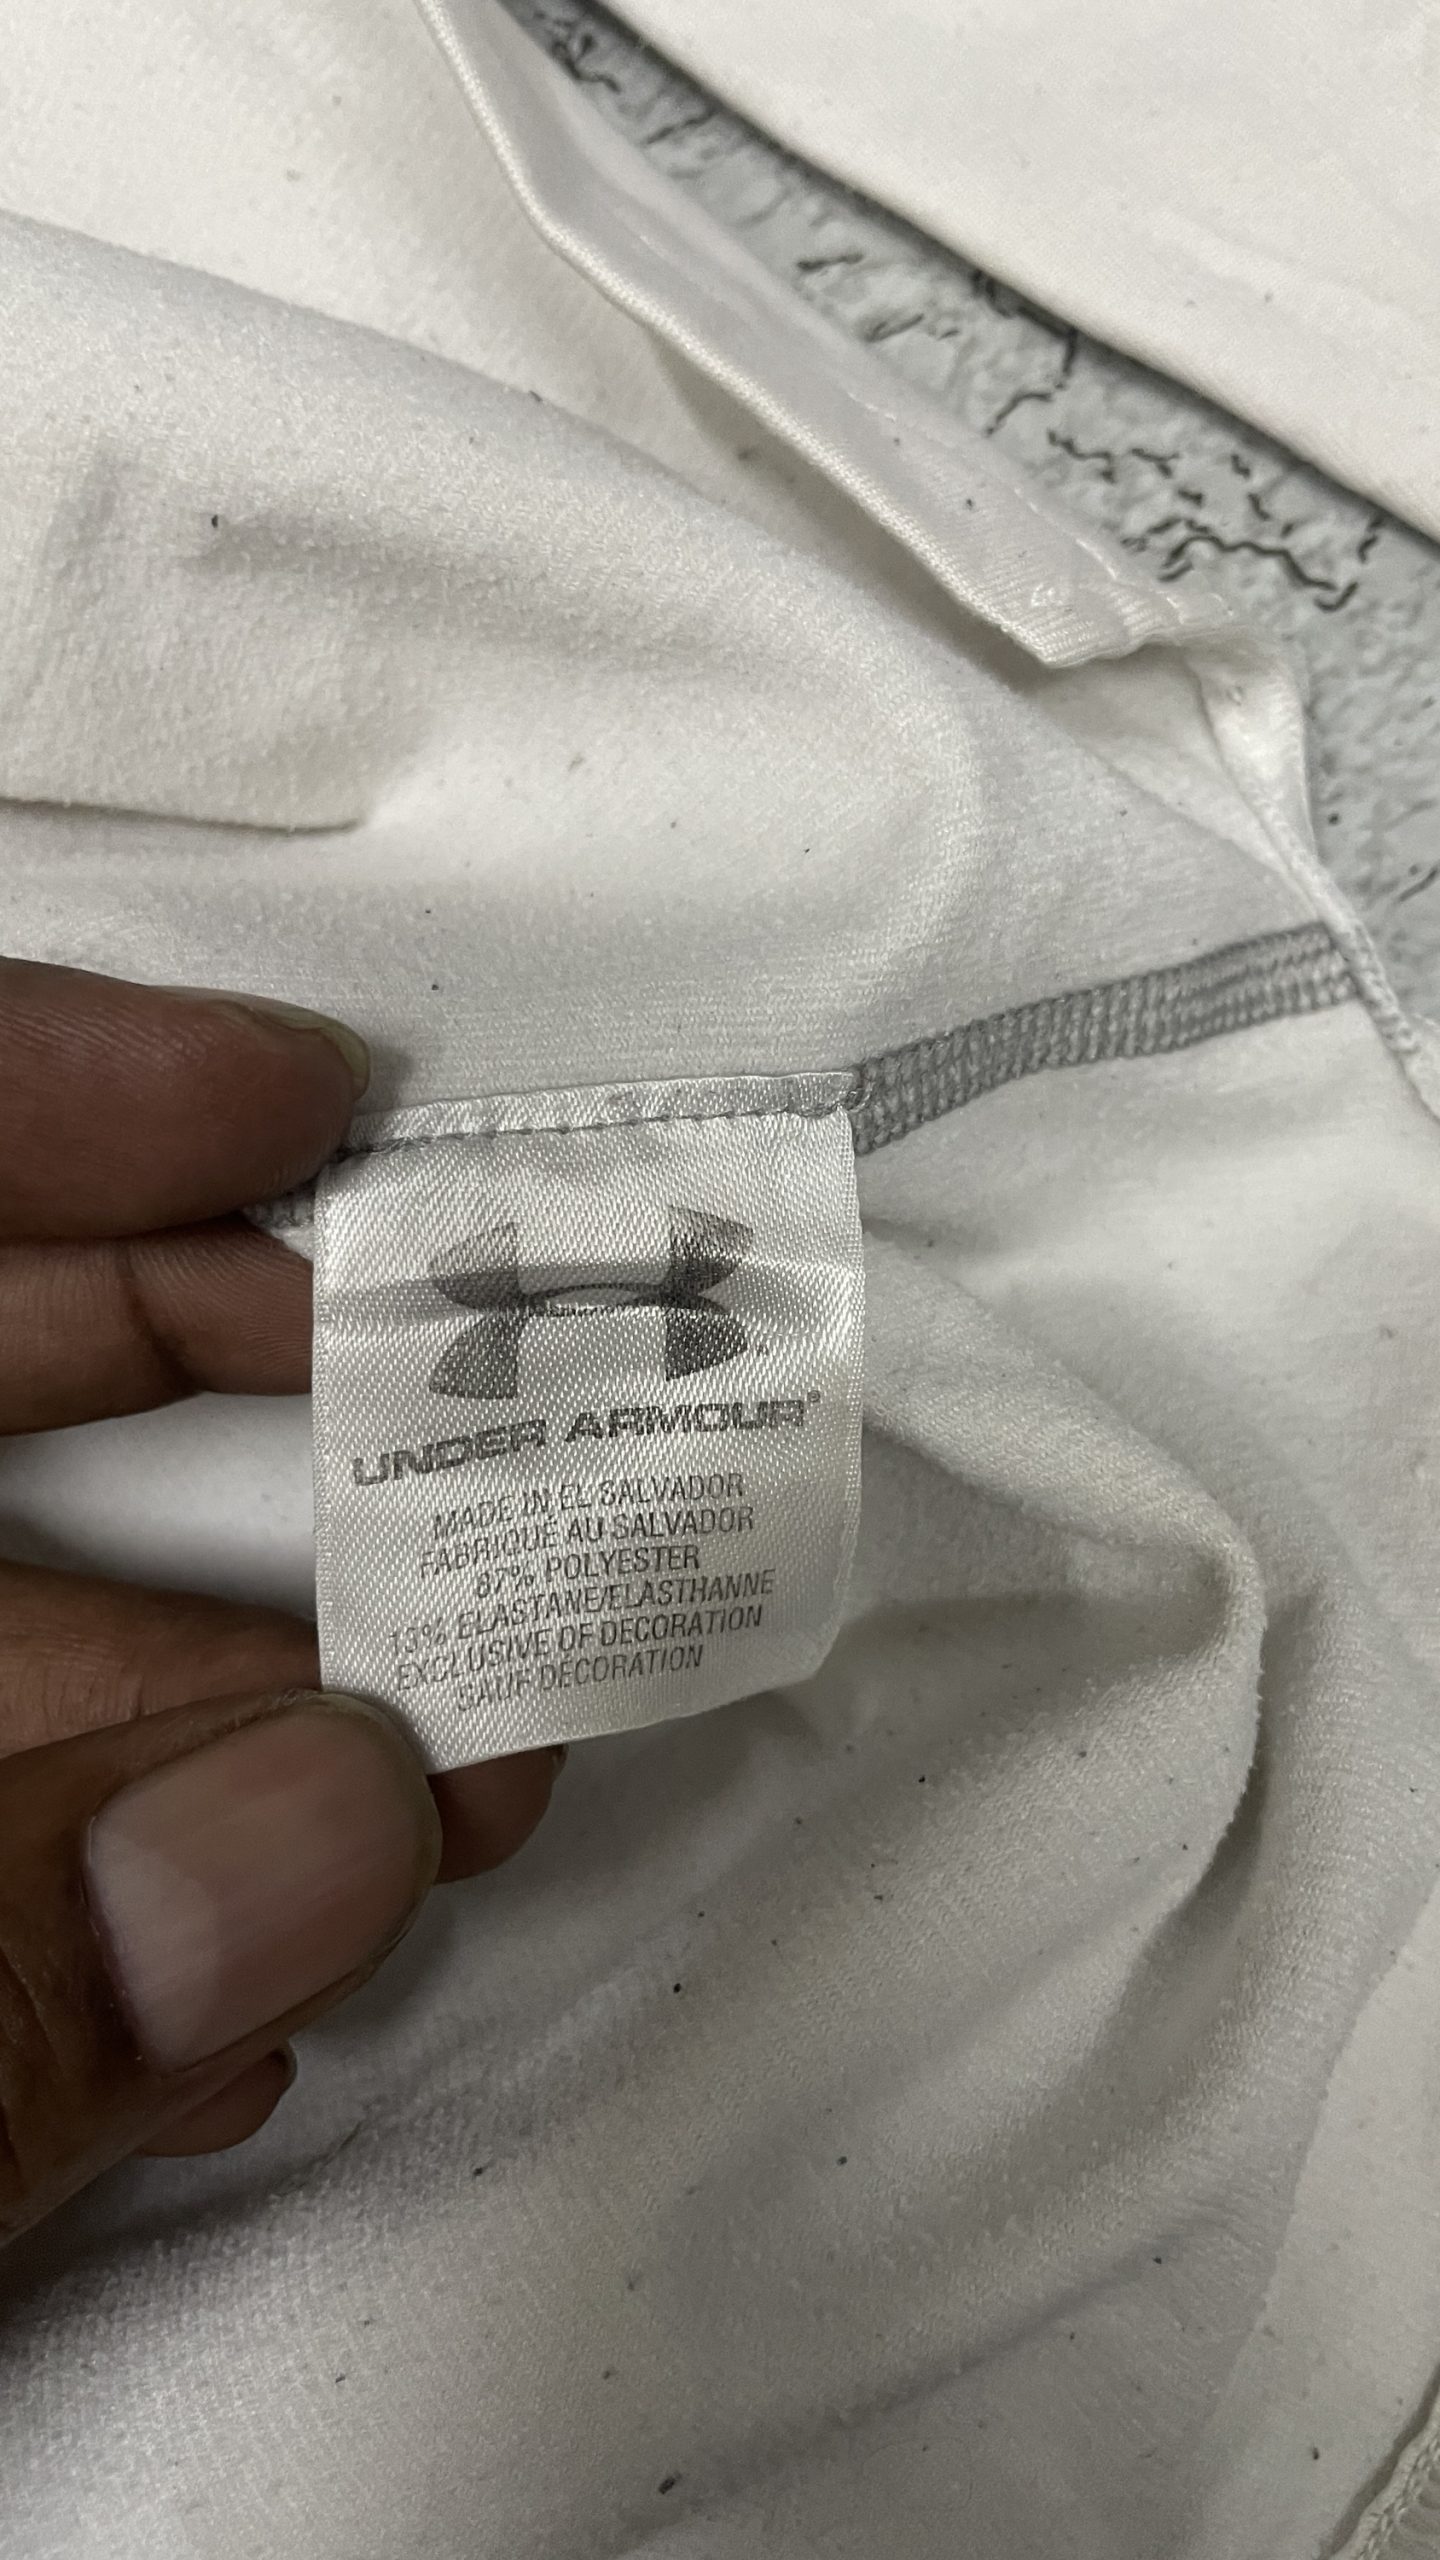 UNDER ARMOUR®
MADE IN EL SALVADOR
FABRIQUÉ AU SALVADOR
87% POLYESTER
13% ELASTANE/ELASTHANNE
EXCLUSIVE OF DECORATION
SAUF DÉCORATION